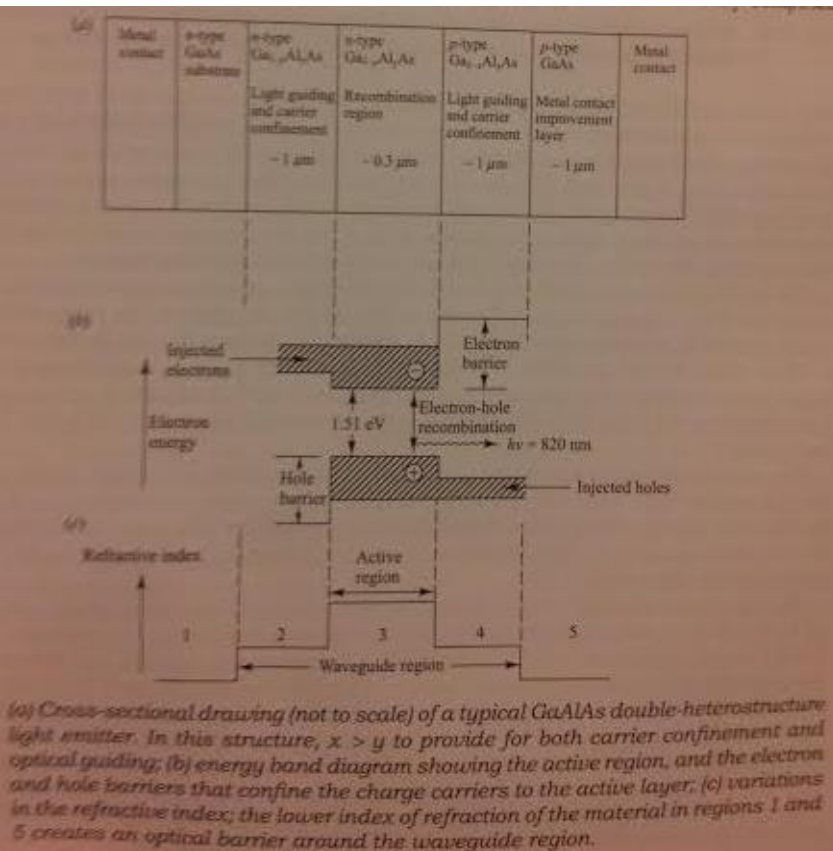 (a)
Metal contact
n-type GaAs substrate
n-type Ga₁₋ₓAlₓAs
Light guiding and carrier confinement
~ 1 μm
n-type Ga₁₋ᵧAlᵧAs
Recombination region
~ 0.3 μm
p-type Ga₁₋ₓAlₓAs
Light guiding and carrier confinement
~ 1 μm
p-type GaAs
Metal contact improvement layer
~ 1 μm
Metal contact
(b)
Injected electrons
Electron energy
Electron barrier
1.51 eV
Electron-hole recombination
hν = 820 nm
Hole barrier
Injected holes
(c)
Refractive index
Active region
1
2
3
4
5
Waveguide region
(a) Cross-sectional drawing (not to scale) of a typical GaAlAs double-heterostructure
light emitter. In this structure, x > y to provide for both carrier confinement and
optical guiding; (b) energy band diagram showing the active region, and the electron
and hole barriers that confine the charge carriers to the active layer; (c) variations
in the refractive index; the lower index of refraction of the material in regions 1 and
5 creates an optical barrier around the waveguide region.